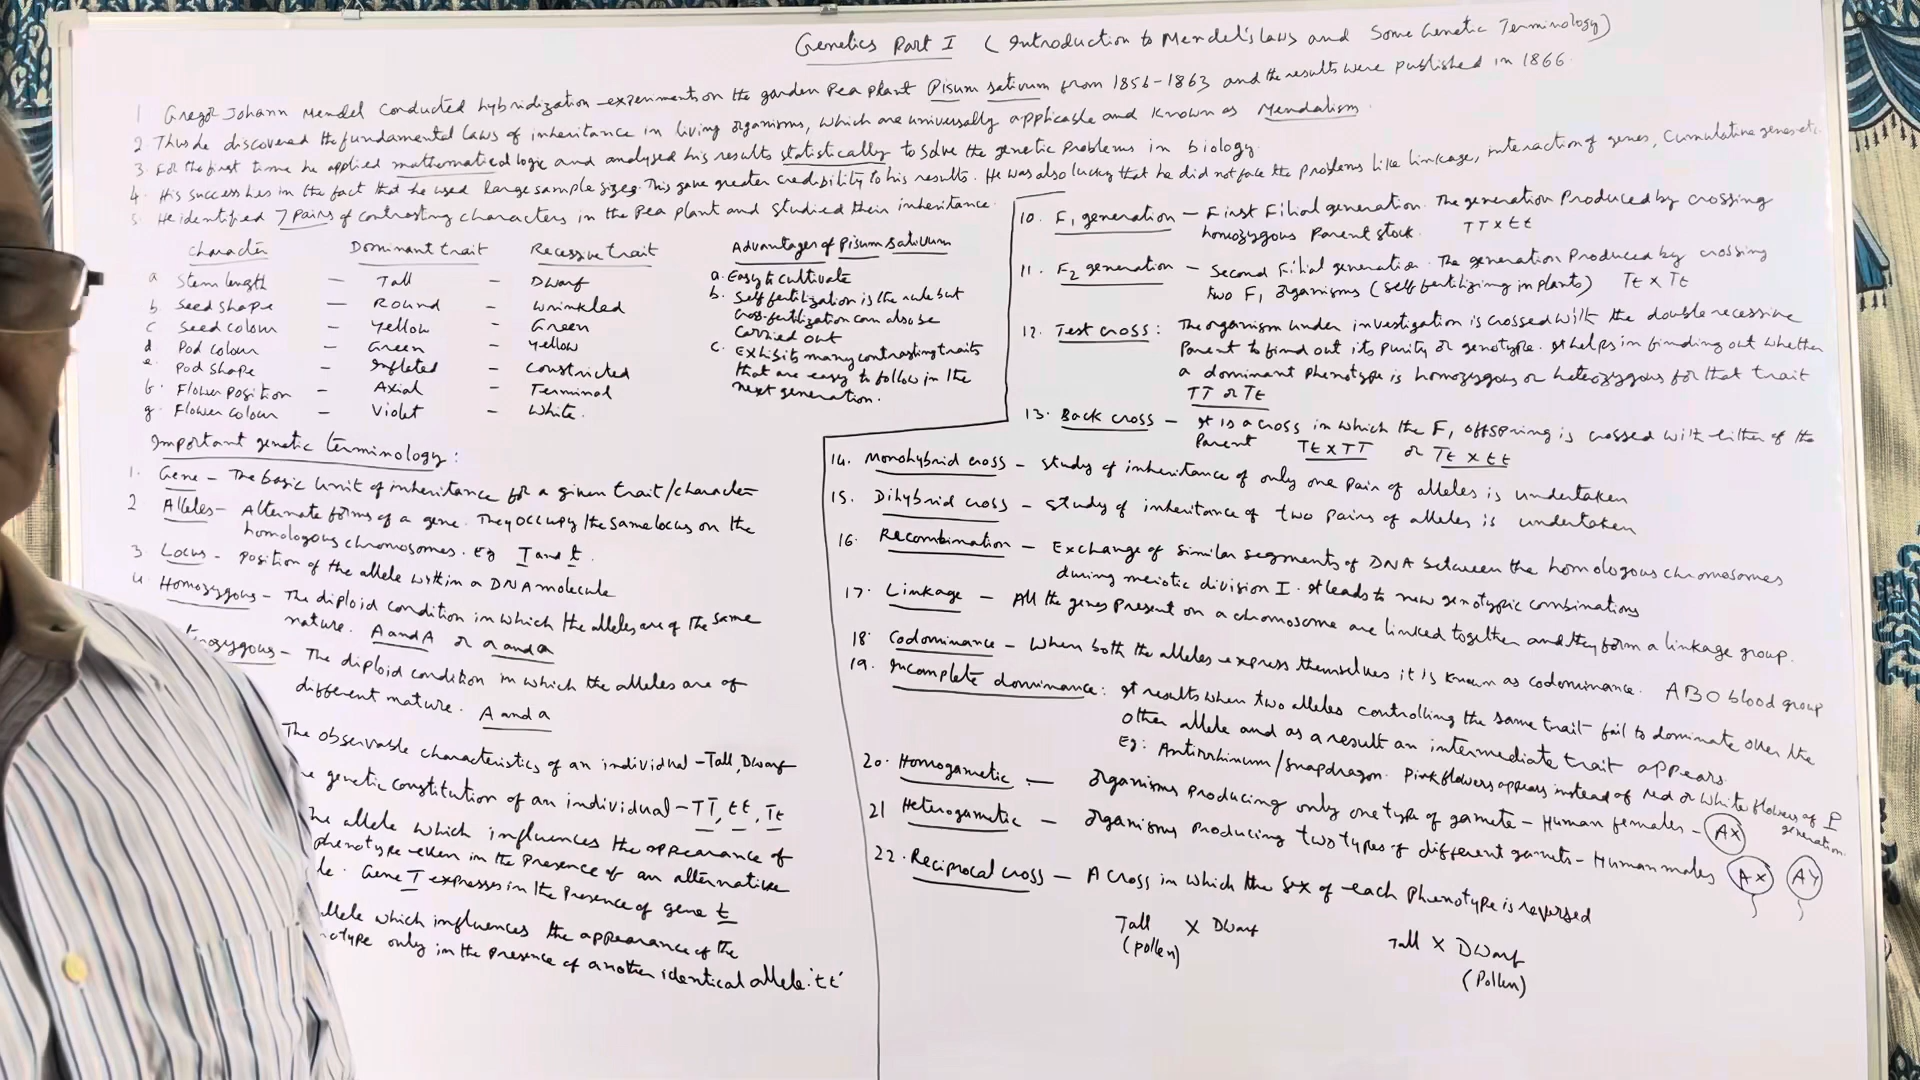 Genetics Part I (Introduction to Mendel's laws and Some Genetic Terminology)
1 Gregor Johann Mendel conducted hybridization experiments on the garden pea plant Pisum sativum from 1856-1863 and the results were published in 1866.
2 Thus he discovered the fundamental laws of inheritance in living organisms, which are universally applicable and known as Mendalism
3. For the first time he applied mathematical logic and analysed his results statistically to solve the genetic problems in biology
4. His success lies in the fact that he used large sample sizes. This gave greater credibility to his results. He was also lucky that he did not face the problems like linkage, interaction of genes, Cumulative genes etc.
5. He identified 7 pairs of contrasting characters in the pea plant and studied their inheritance.
Character Dominant trait Recessive trait
a Stem length - Tall - Dwarf
b. Seed shape - Round - Wrinkled
c Seed colour - Yellow - Green
d. Pod colour - Green - Yellow
e. Pod shape - Inflated - Constricted
f. Flower position - Axial - Terminal
g. Flower colour - Violet - White.
Advantages of Pisum sativum
a. Easy to cultivate
b. Self fertilization is the rule but
Cross-fertilization can also be
carried out
c. Exhibits many contrasting traits
that are easy to follow in the
next generation.
Important genetic terminology:
1. Gene - The basic unit of inheritance for a given trait/character
2 Alleles - Alternate forms of a gene. They occupy the same locus on the
homologous chromosomes. Eg T and t.
3. Locus - Position of the allele within a DNA molecule
4. Homozygous - The diploid condition in which the alleles are of the same
nature. A and A or a and a
The diploid condition in which the alleles are of
different nature. A and a
The observable characteristics of an individual - Tall, Dwarf
genetic constitution of an individual - TT, tt, Tt
allele which influences the appearance of
phenotype even in the presence of an alternative
Gene T expresses in the presence of gene t
which influences the appearance of the
only in the presence of another identical allele. 'tt'
10. F1 generation - First Filial generation. The generation produced by crossing
homozygous parent stock. TT x tt
11. F2 generation - Second Filial generation. The generation produced by crossing
two F1 organisms (self fertilizing in plants) Tt x Tt
12. Test cross: The organism under investigation is crossed with the double recessive
parent to find out its purity or genotype. It helps in finding out whether
a dominant phenotype is homozygous or heterozygous for that trait
TT or Tt
13. Back cross - It is a cross in which the F1 offspring is crossed with either of the
parent Tt x TT or Tt x tt
14. Monohybrid cross - study of inheritance of only one pair of alleles is undertaken
15. Dihybrid cross - study of inheritance of two pairs of alleles is undertaken
16. Recombination - Exchange of similar segments of DNA between the homologous chromosomes
during meiotic division I. It leads to new genotypic combinations
17. Linkage - All the genes present on a chromosome are linked together and they form a linkage group.
18. Codominance - When both the alleles express themselves it is known as codominance. ABO blood group
19. Incomplete dominance: It results when two alleles controlling the same trait fail to dominate over the
other allele and as a result an intermediate trait appears.
Eg: Antirrhinum/Snapdragon. Pink flowers appears instead of red or white flowers of P
generation
20. Homogametic - Organisms producing only one type of gamete - Human females - AX
21 Heterogametic - Organisms producing two types of different gamets - Human males AX AY
22. Reciprocal cross - A cross in which the sex of each phenotype is reversed
Tall x Dwarf
(pollen)
Tall x Dwarf
(Pollen)